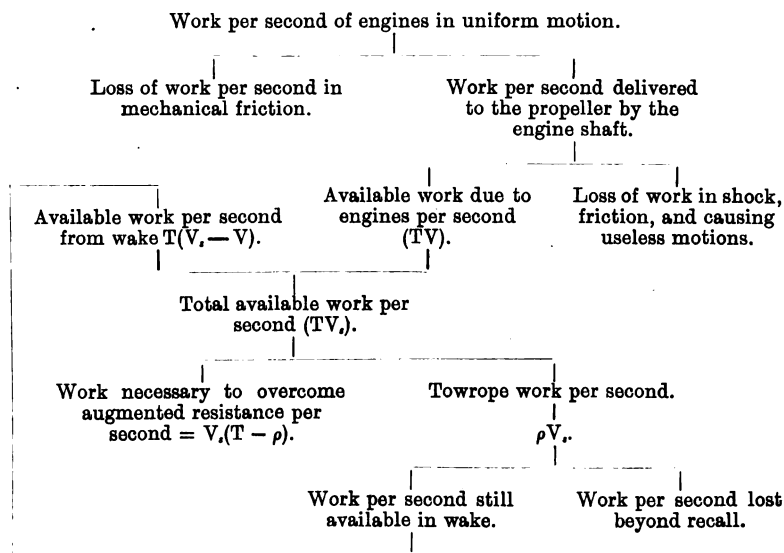 Work per second of engines in uniform motion.
Loss of work per second in
mechanical friction.
Work per second delivered
to the propeller by the
engine shaft.
Available work per second
from wake T(Vₛ — V).
Available work due to
engines per second
(TV).
Loss of work in shock,
friction, and causing
useless motions.
Total available work per
second (TVₛ).
Work necessary to overcome
augmented resistance per
second = Vₛ(T — ρ).
Towrope work per second.
ρVₛ.
Work per second still
available in wake.
Work per second lost
beyond recall.